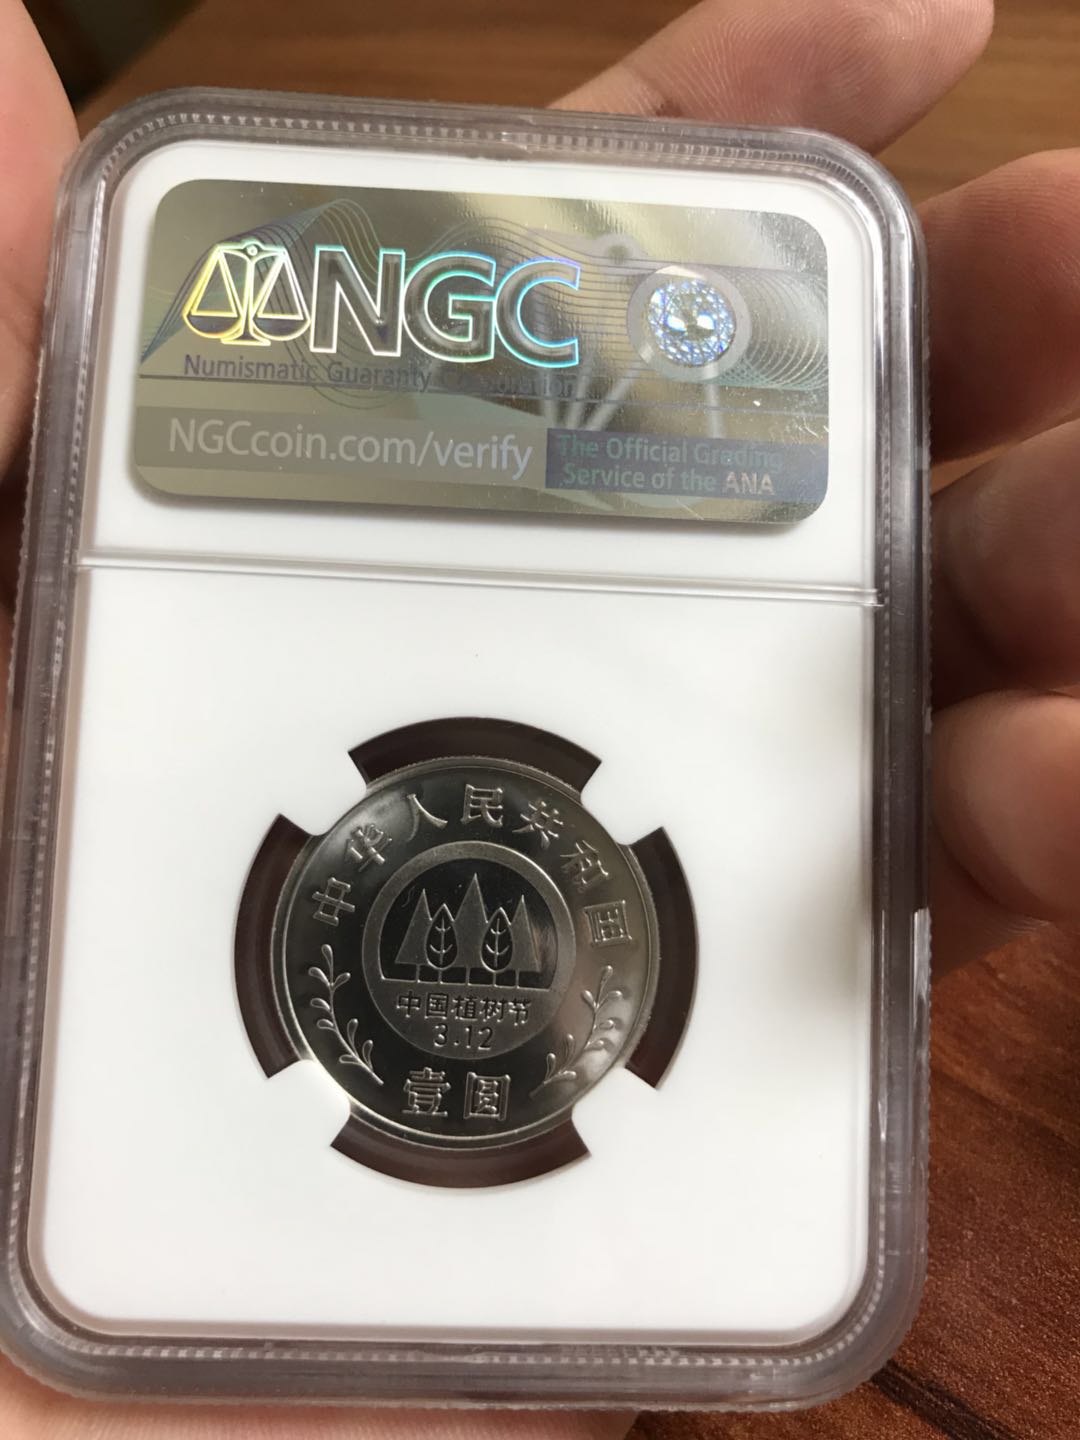 NGC
Numismatic Guaranty Corporation
NGCcoin.com/verify
The Official Grading
Service of the ANA
中华人民共和国
中国植树节
3.12
壹圆